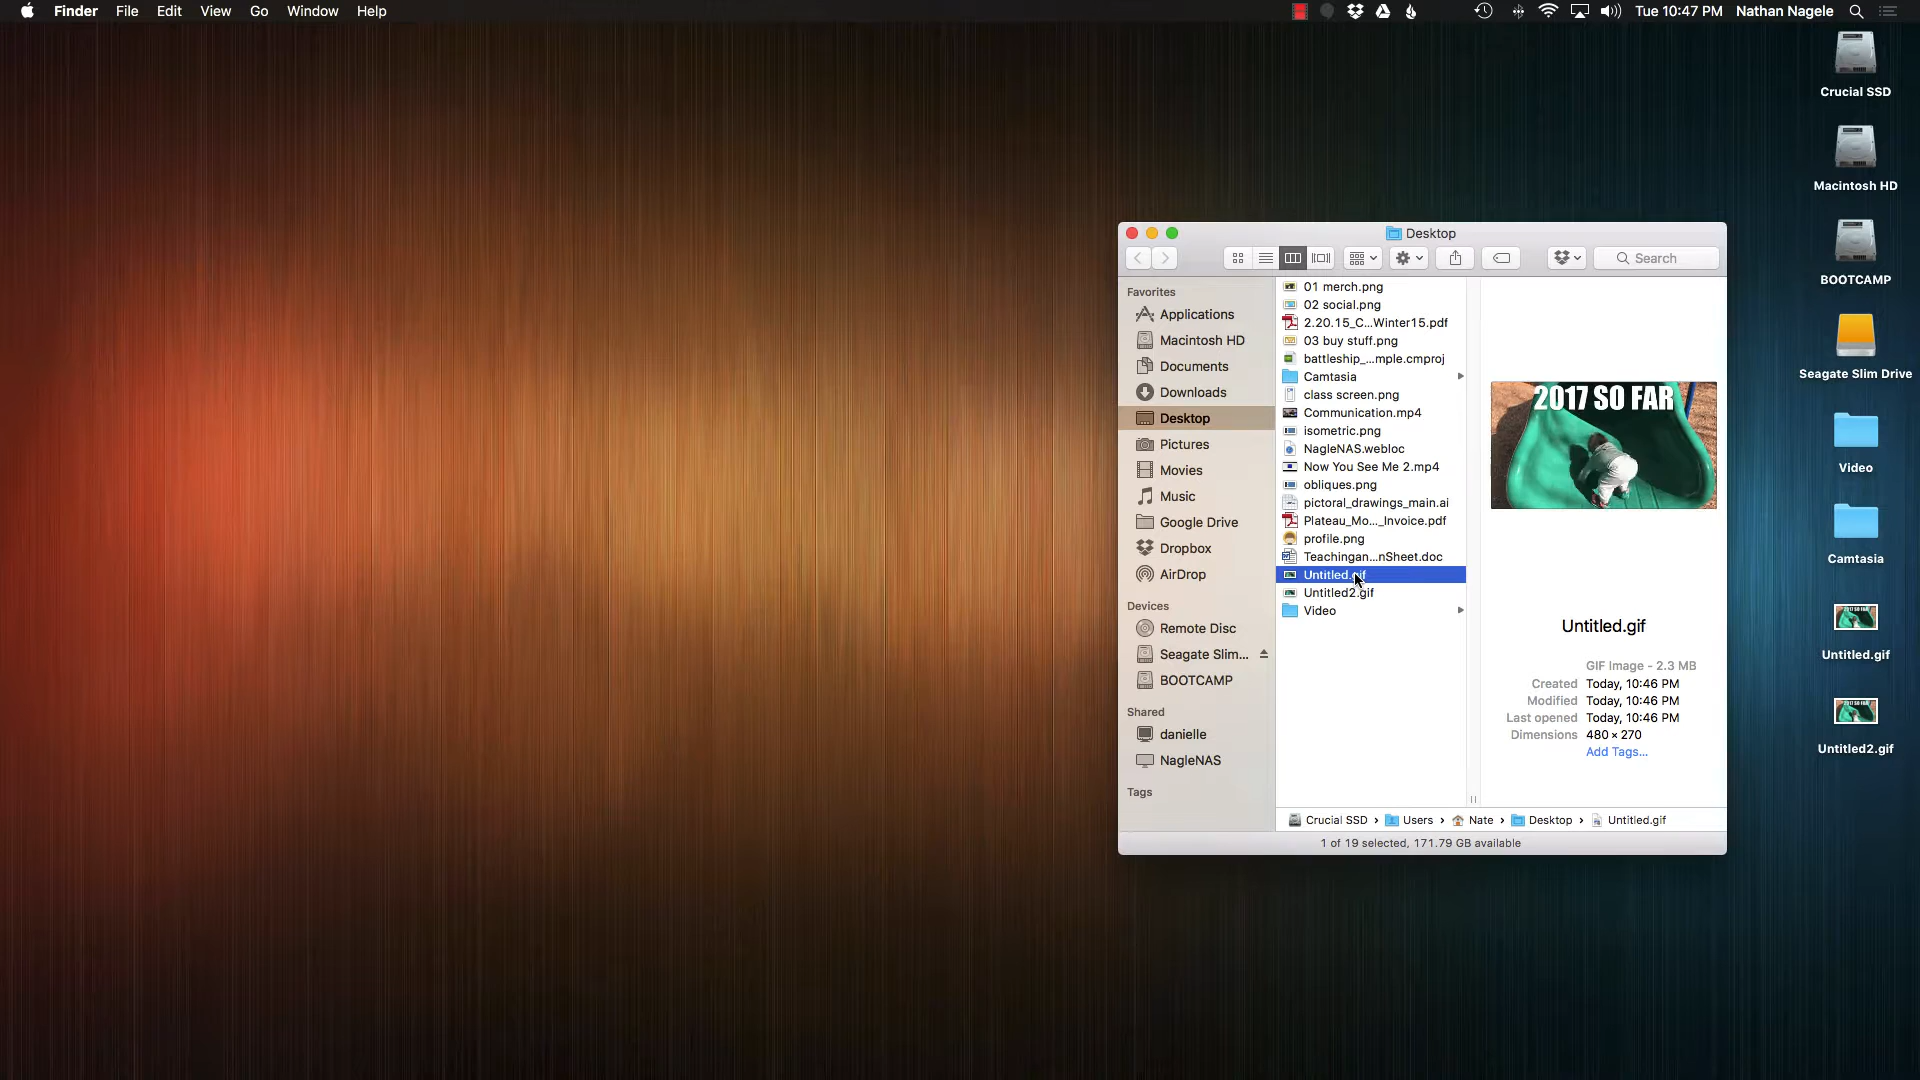 Finder File Edit View Go Window Help Tue 10:47 PM Nathan Nagele
Crucial SSD
Macintosh HD
BOOTCAMP
Seagate Slim Drive
Video
Camtasia
Untitled.gif
Untitled2.gif
Desktop
Search
Favorites
Applications
Macintosh HD
Documents
Downloads
Desktop
Pictures
Movies
Music
Google Drive
Dropbox
AirDrop
Devices
Remote Disc
Seagate Slim...
BOOTCAMP
Shared
danielle
NagleNAS
Tags
01 merch.png
02 social.png
2.20.15_C...Winter15.pdf
03 buy stuff.png
battleship_...mple.cmproj
Camtasia
class screen.png
Communication.mp4
isometric.png
NagleNAS.webloc
Now You See Me 2.mp4
obliques.png
pictoral_drawings_main.ai
Plateau_Mo..._Invoice.pdf
profile.png
Teachingan...nSheet.doc
Untitled.gif
Untitled2.gif
Video
2017 SO FAR
Untitled.gif
GIF Image - 2.3 MB
Created Today, 10:46 PM
Modified Today, 10:46 PM
Last opened Today, 10:46 PM
Dimensions 480 × 270
Add Tags...
Crucial SSD › Users › Nate › Desktop › Untitled.gif
1 of 19 selected, 171.79 GB available